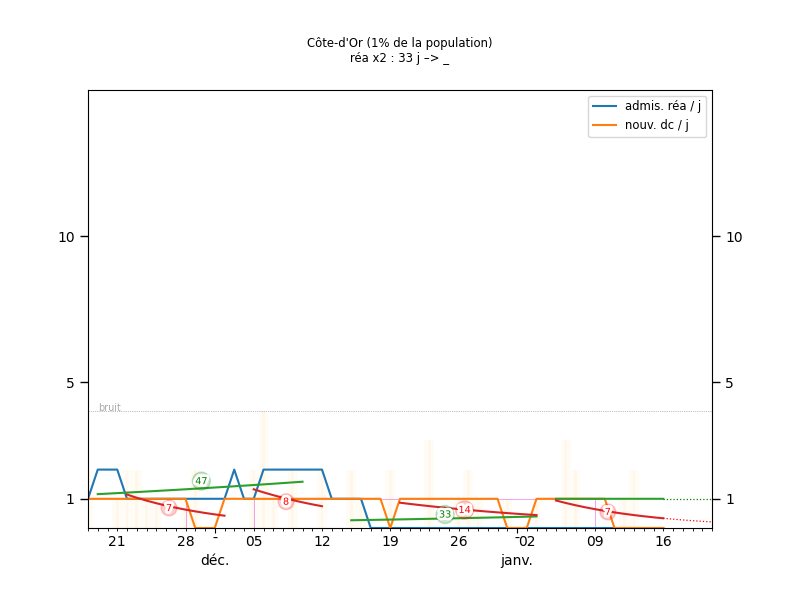 Côte-d'Or (1% de la population)
réa x2 : 33 j –> _
admis. réa / j
nouv. dc / j
10 10
5 5
bruit
1 1
47
7
8
33
14
7
21 28 - 05 12 19 26 -02 09 16
déc. janv.